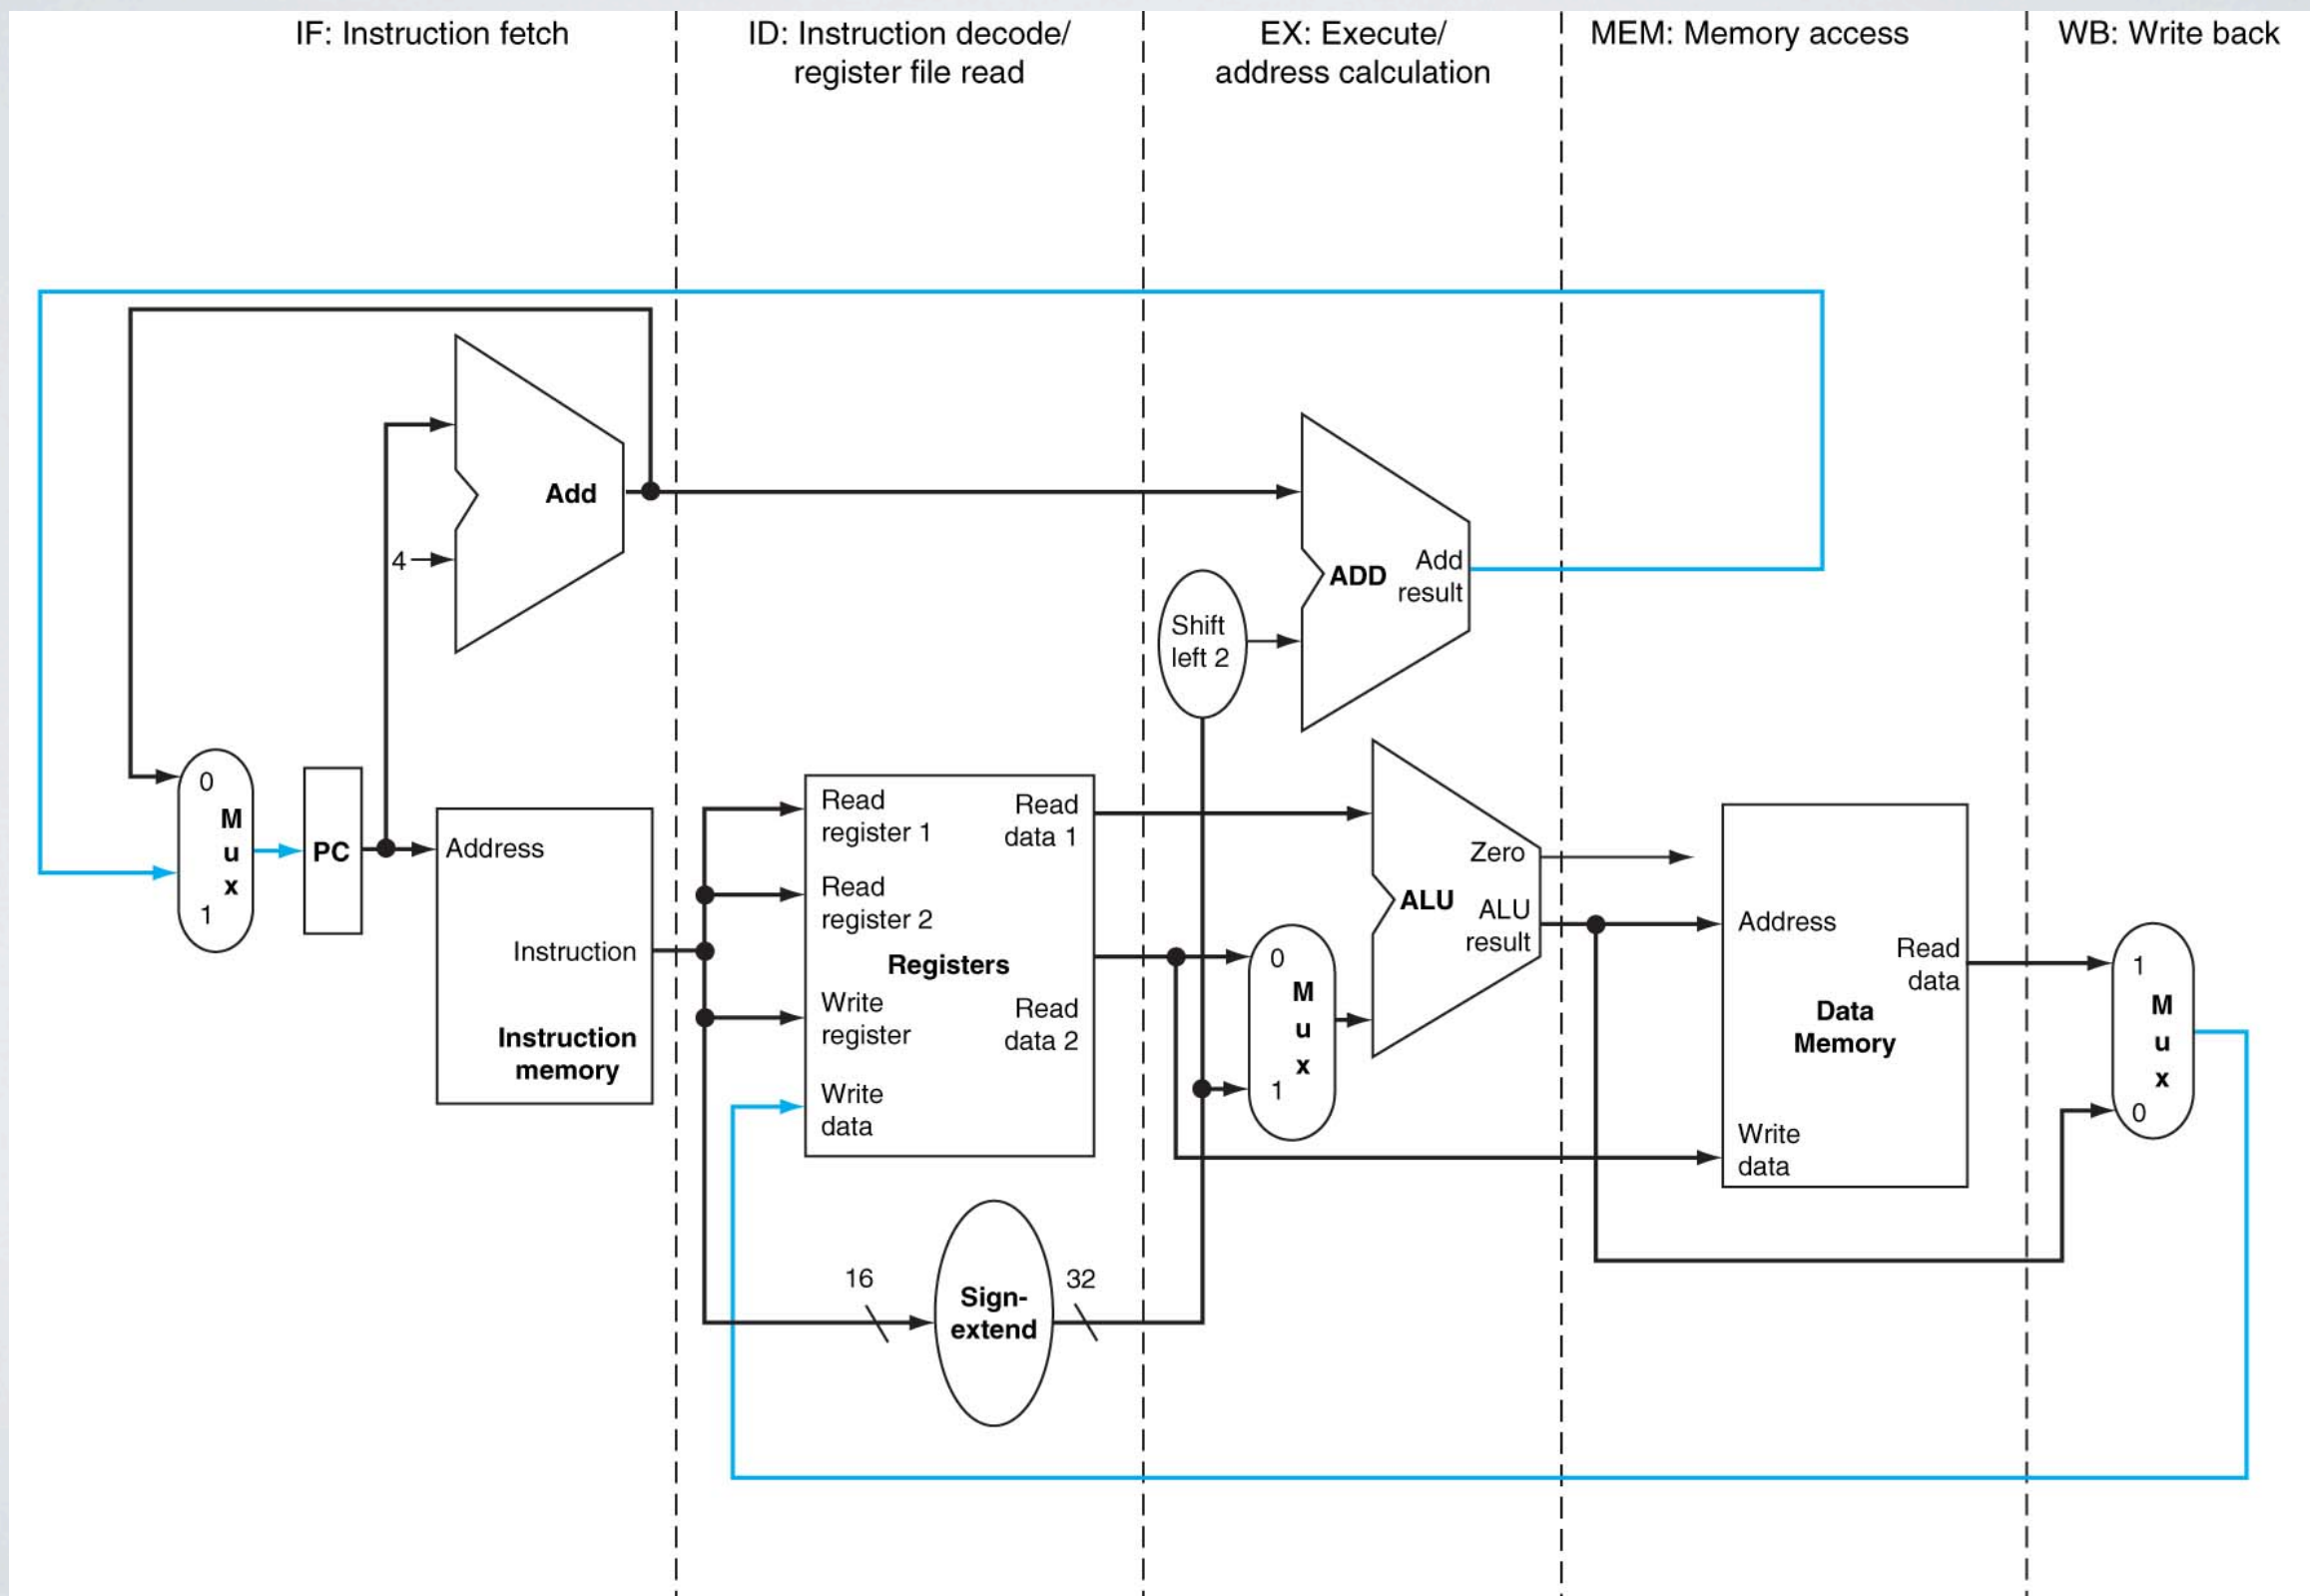 IF: Instruction fetch
ID: Instruction decode/
register file read
EX: Execute/
address calculation
MEM: Memory access
WB: Write back
Add
4
ADD
Add
result
Shift
left 2
0
M
u
x
1
PC
Address
Instruction
Instruction
memory
Read
register 1
Read
data 1
Read
register 2
Registers
Write
register
Read
data 2
Write
data
16
Sign-
extend
32
0
M
u
x
1
Zero
ALU
ALU
result
Address
Read
data
Data
Memory
Write
data
1
M
u
x
0